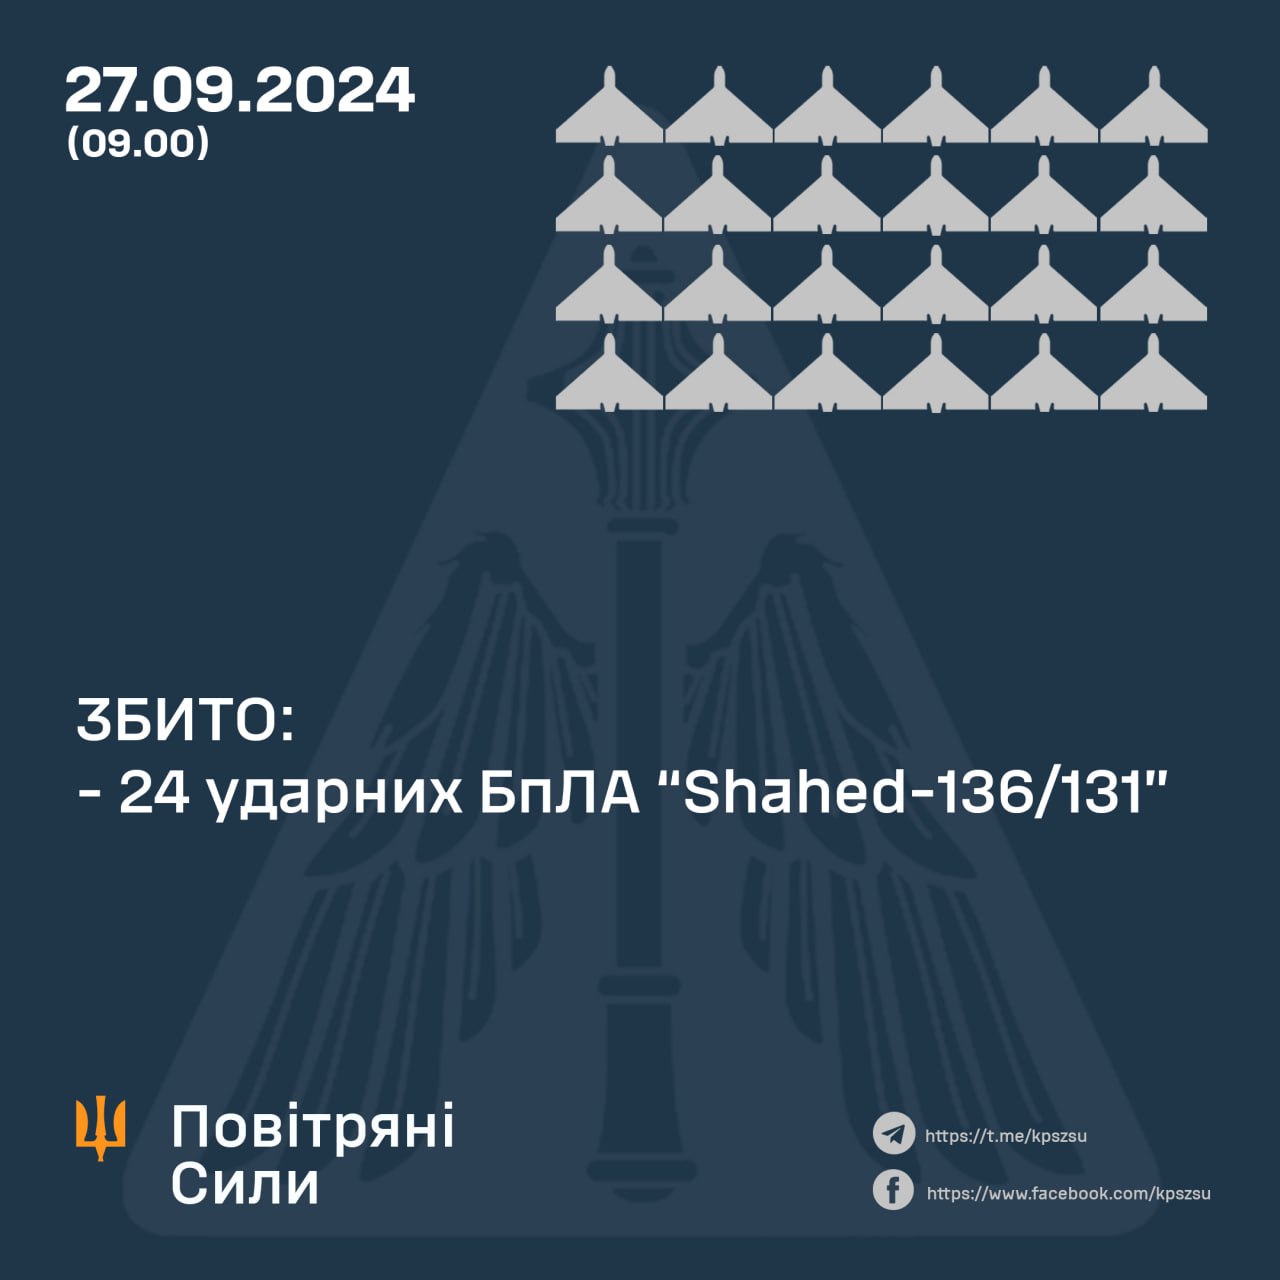 27.09.2024
(09.00)
ЗБИТО:
- 24 ударних БпЛА “Shahed-136/131”
Повітряні
Сили
https://t.me/kpszsu
https://www.facebook.com/kpszsu